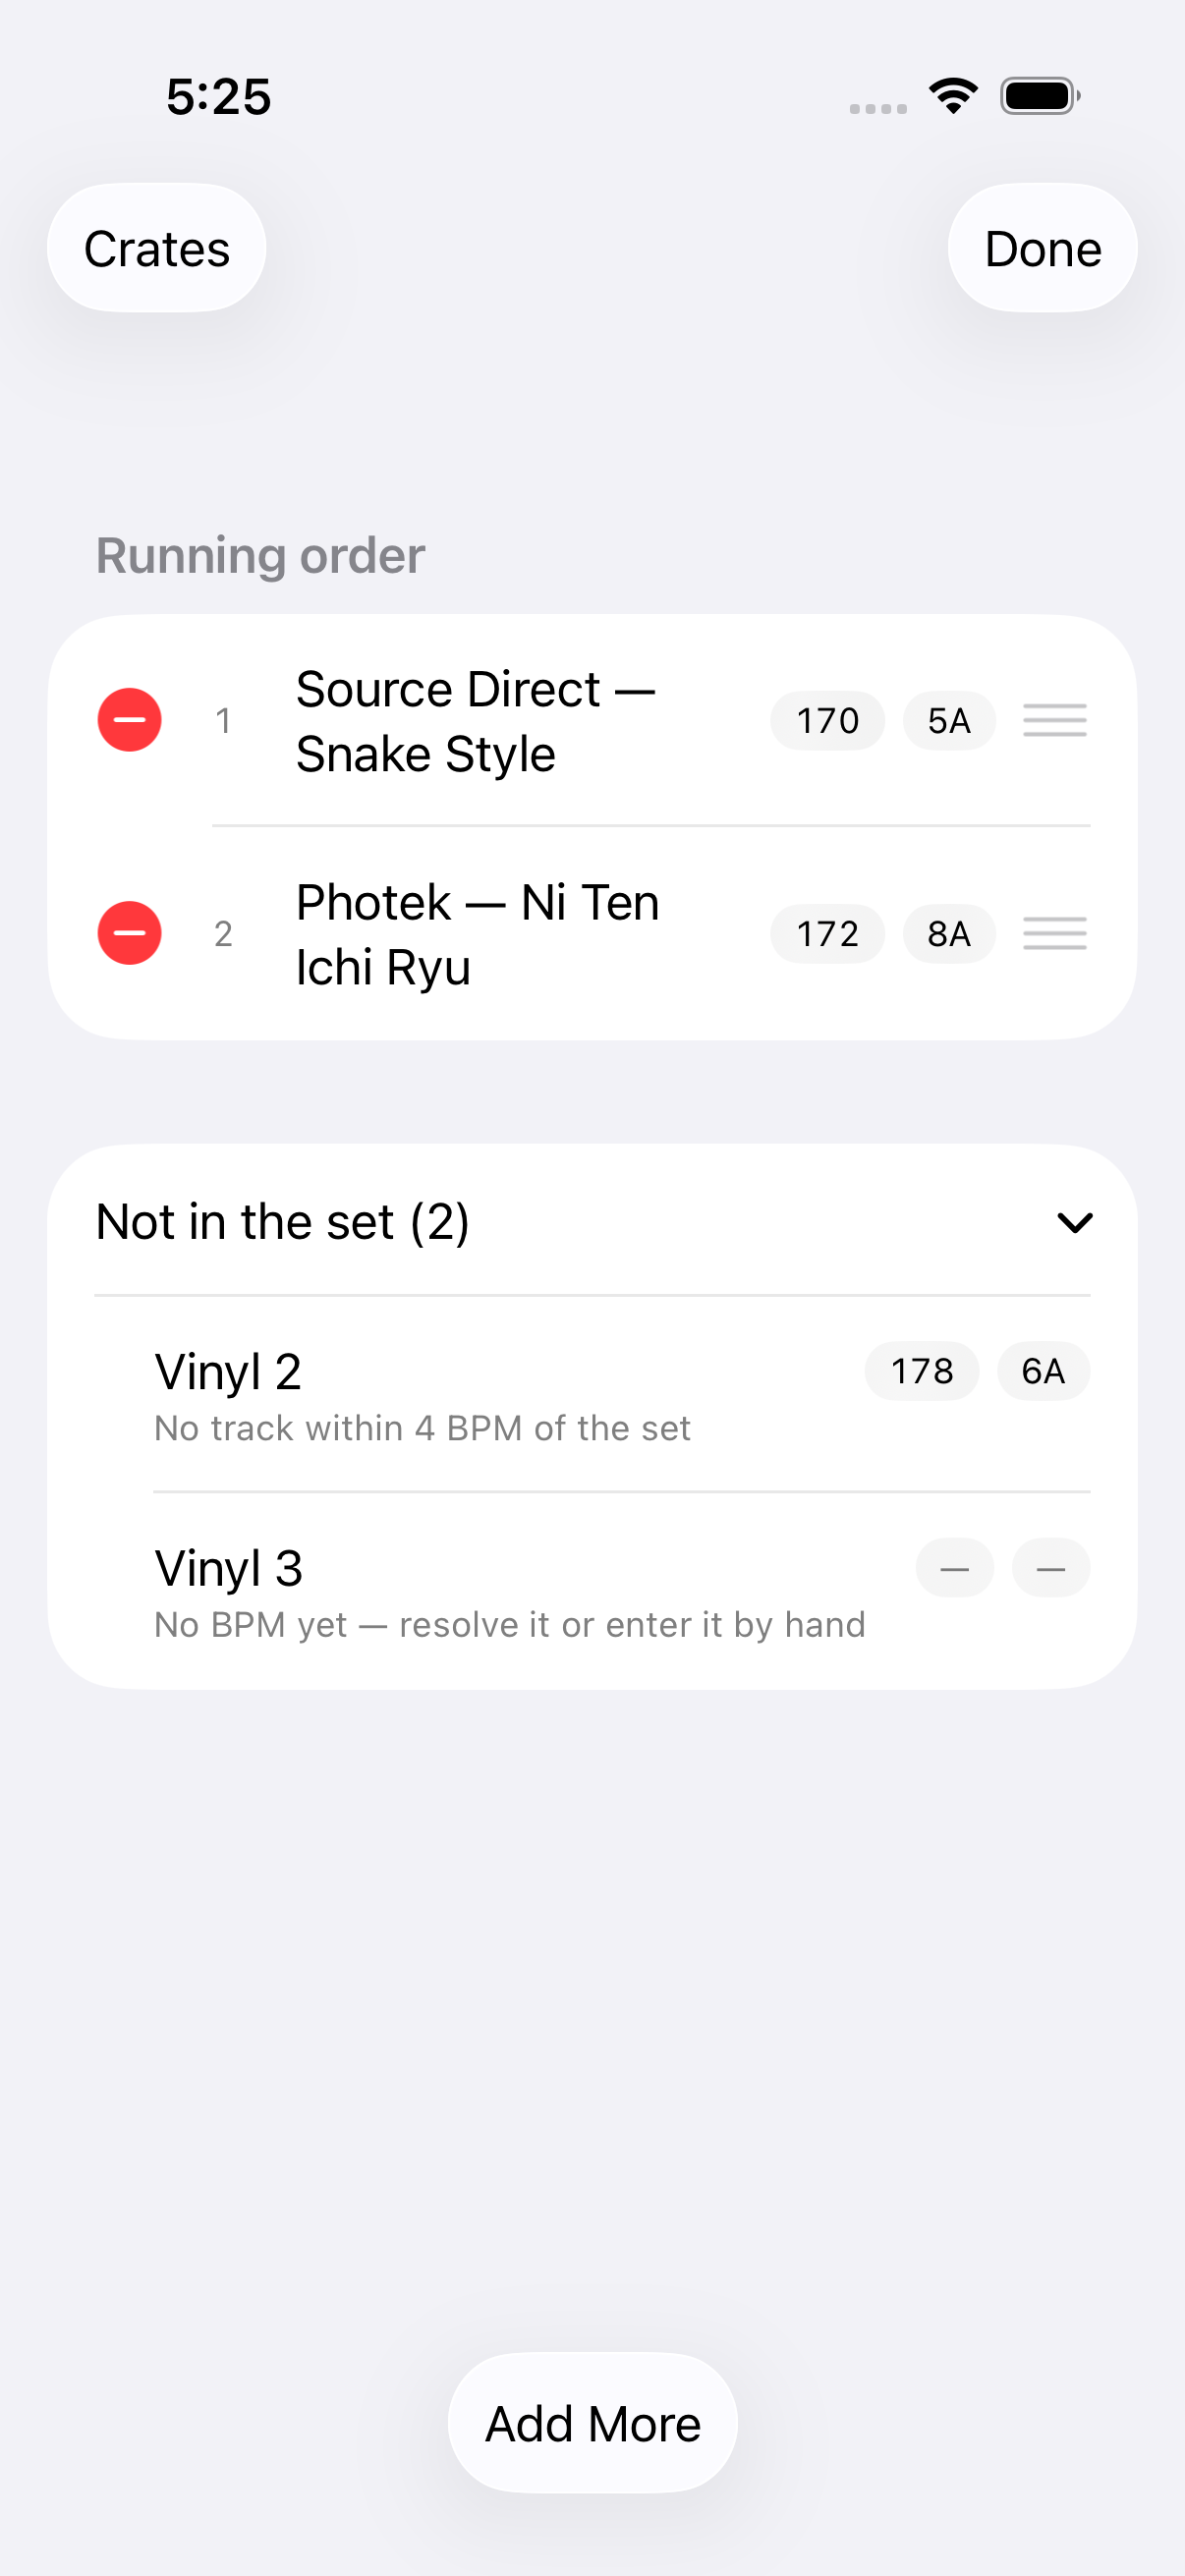 5:25
Crates
Done
Running order
1
Source Direct —
Snake Style
170
5A
2
Photek — Ni Ten
Ichi Ryu
172
8A
Not in the set (2)
Vinyl 2
178
6A
No track within 4 BPM of the set
Vinyl 3
—
—
No BPM yet — resolve it or enter it by hand
Add More